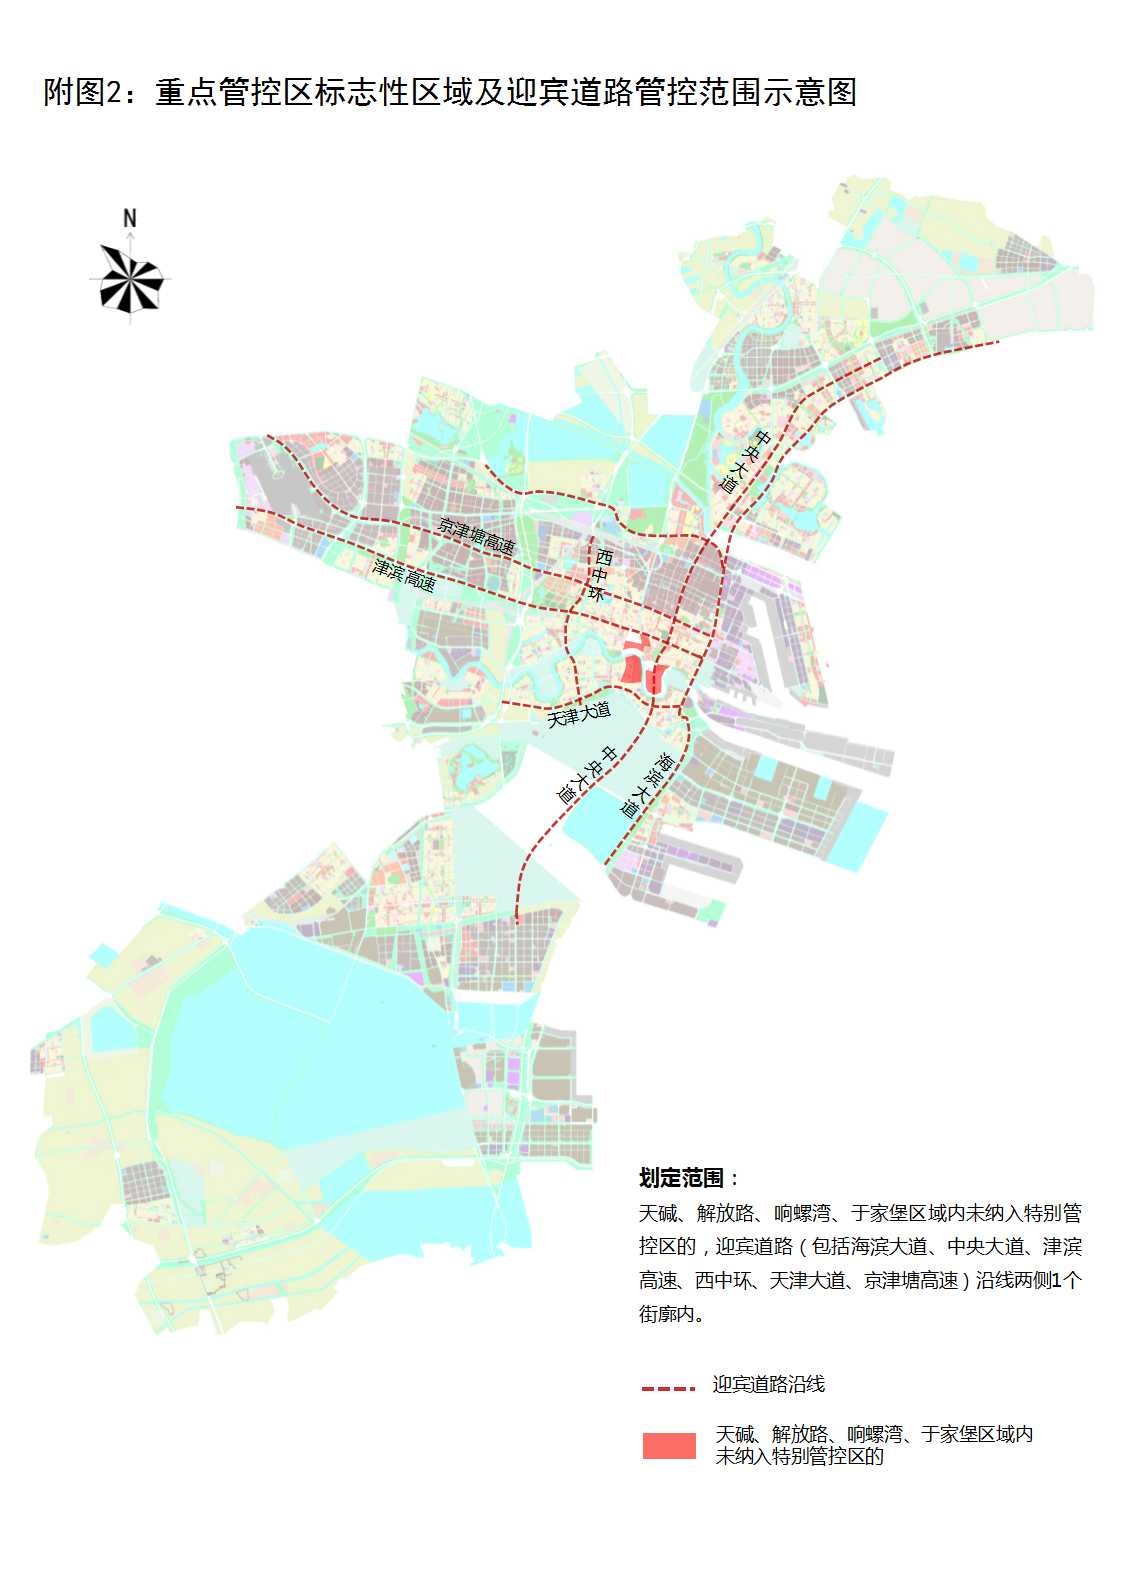 附图2：重点管控区标志性区域及迎宾道路管控范围示意图
N
中央大道
京津塘高速
西中环
津滨高速
天津大道
中央大道
海滨大道
划定范围：
天碱、解放路、响螺湾、于家堡区域内未纳入特别管
控区的，迎宾道路（包括海滨大道、中央大道、津滨
高速、西中环、天津大道、京津塘高速）沿线两侧1个
街廓内。
迎宾道路沿线
天碱、解放路、响螺湾、于家堡区域内
未纳入特别管控区的